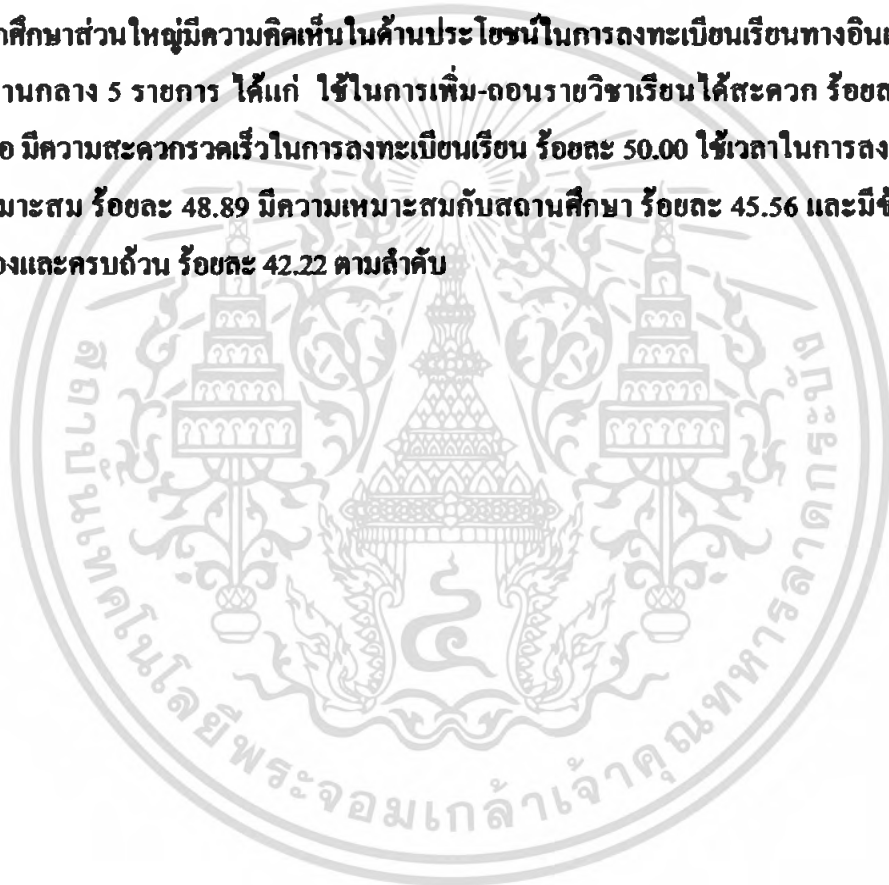 กศึกษาส่วนใหญ่มีความคิดเห็นในด้านประโยชน์ในการลงทะเบียนเรียนทางอินเ
านกลาง 5 รายการ ได้แก่ ใช้ในการเพิ่ม-ถอนรายวิชาเรียนได้สะดวก ร้อยล
อ มีความสะดวกรวดเร็วในการลงทะเบียนเรียน ร้อยละ 50.00 ใช้เวลาในการลง
มาะสม ร้อยละ 48.89 มีความเหมาะสมกับสถานศึกษา ร้อยละ 45.56 และมีข้
องและครบถ้วน ร้อยละ 42.22 ตามลำดับ
สถาบันเทคโนโลยีพระจอมเกล้าเจ้าคุณทหารลาดกระบัง